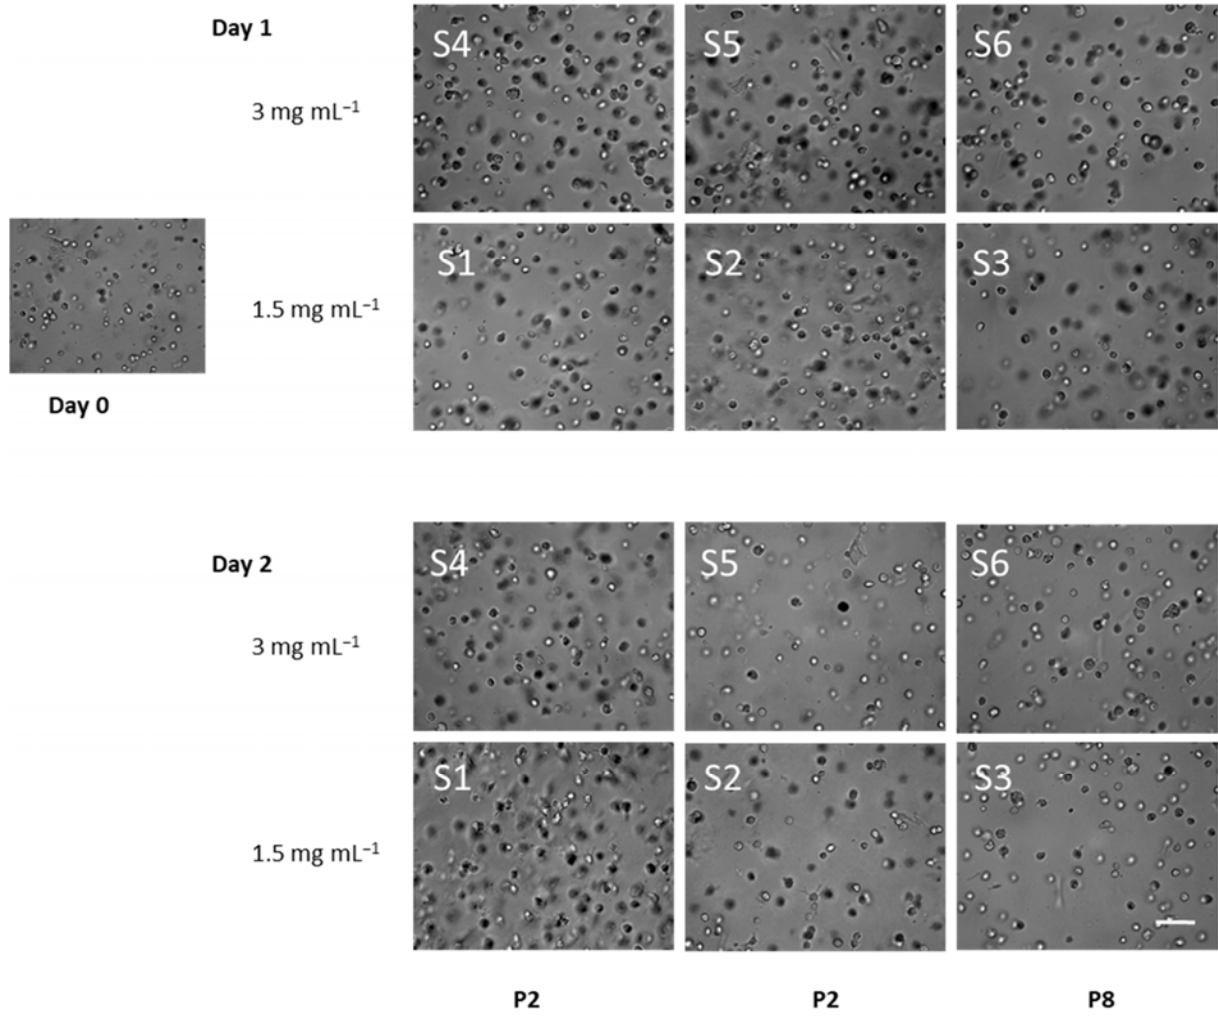 Day 1
S4 S5 S6
3 mg mL⁻¹
S1 S2 S3
1.5 mg mL⁻¹
Day 0
Day 2
S4 S5 S6
3 mg mL⁻¹
S1 S2 S3
1.5 mg mL⁻¹
P2 P2 P8